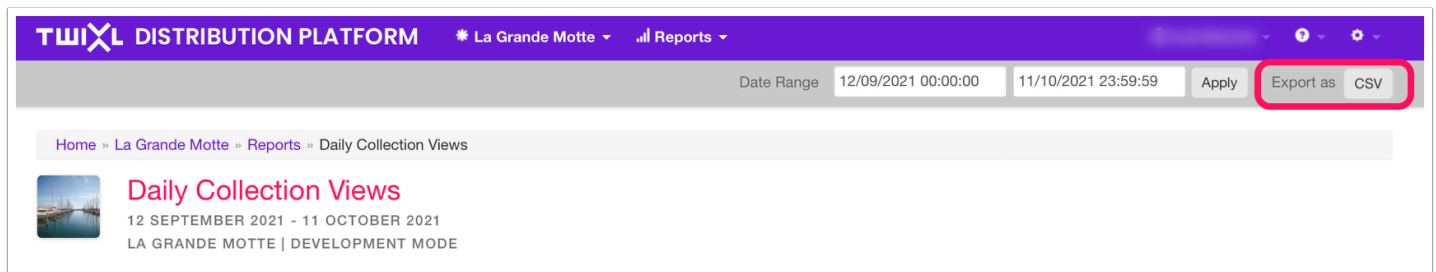 TWIXL DISTRIBUTION PLATFORM La Grande Motte Reports
Date Range 12/09/2021 00:00:00 11/10/2021 23:59:59 Apply Export as CSV
Home » La Grande Motte » Reports » Daily Collection Views
Daily Collection Views
12 SEPTEMBER 2021 - 11 OCTOBER 2021
LA GRANDE MOTTE | DEVELOPMENT MODE